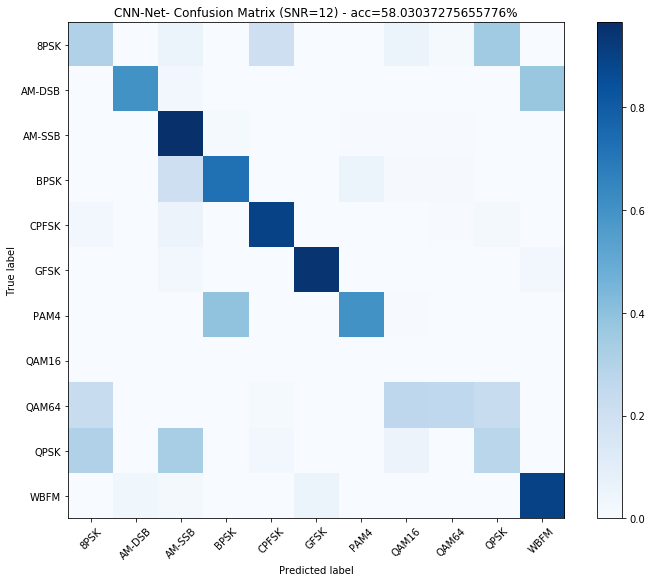 CNN-Net- Confusion Matrix (SNR=12) - acc=58.03037275655776%
True label
8PSK
AM-DSB
AM-SSB
BPSK
CPFSK
GFSK
PAM4
QAM16
QAM64
QPSK
WBFM
8PSK
AM-DSB
AM-SSB
BPSK
CPFSK
GFSK
PAM4
QAM16
QAM64
QPSK
WBFM
Predicted label
0.8
0.6
0.4
0.2
0.0